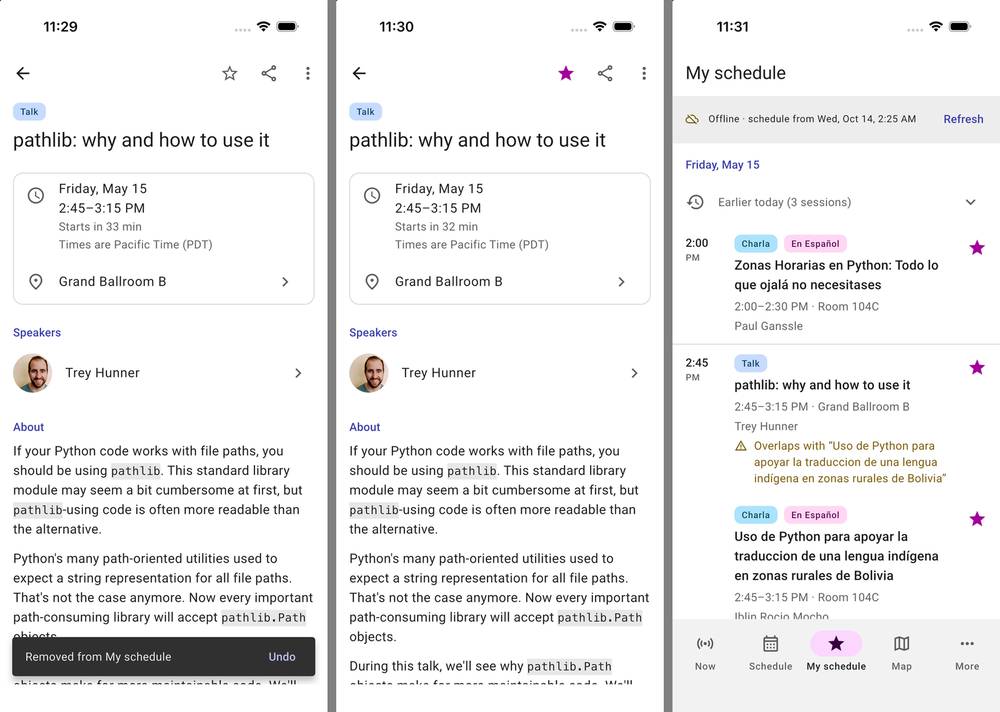 11:29
Talk
pathlib: why and how to use it
Friday, May 15
2:45–3:15 PM
Starts in 33 min
Times are Pacific Time (PDT)
Grand Ballroom B
Speakers
Trey Hunner
About
If your Python code works with file paths, you
should be using pathlib. This standard library
module may seem a bit cumbersome at first, but
pathlib-using code is often more readable than
the alternative.
Python's many path-oriented utilities used to
expect a string representation for all file paths.
That's not the case anymore. Now every important
path-consuming library will accept pathlib.Path
objects.
Removed from My schedule Undo
11:30
Talk
pathlib: why and how to use it
Friday, May 15
2:45–3:15 PM
Starts in 32 min
Times are Pacific Time (PDT)
Grand Ballroom B
Speakers
Trey Hunner
About
If your Python code works with file paths, you
should be using pathlib. This standard library
module may seem a bit cumbersome at first, but
pathlib-using code is often more readable than
the alternative.
Python's many path-oriented utilities used to
expect a string representation for all file paths.
That's not the case anymore. Now every important
path-consuming library will accept pathlib.Path
objects.
During this talk, we'll see why pathlib.Path
11:31
My schedule
Offline · schedule from Wed, Oct 14, 2:25 AM Refresh
Friday, May 15
Earlier today (3 sessions)
2:00 PM
Charla En Español
Zonas Horarias en Python: Todo lo
que ojalá no necesitases
2:00–2:30 PM · Room 104C
Paul Ganssle
2:45 PM
Talk
pathlib: why and how to use it
2:45–3:15 PM · Grand Ballroom B
Trey Hunner
Overlaps with “Uso de Python para
apoyar la traduccion de una lengua
indígena en zonas rurales de Bolivia”
Charla En Español
Uso de Python para apoyar la
traduccion de una lengua indígena
en zonas rurales de Bolivia
2:45–3:15 PM · Room 104C
Now Schedule My schedule Map More